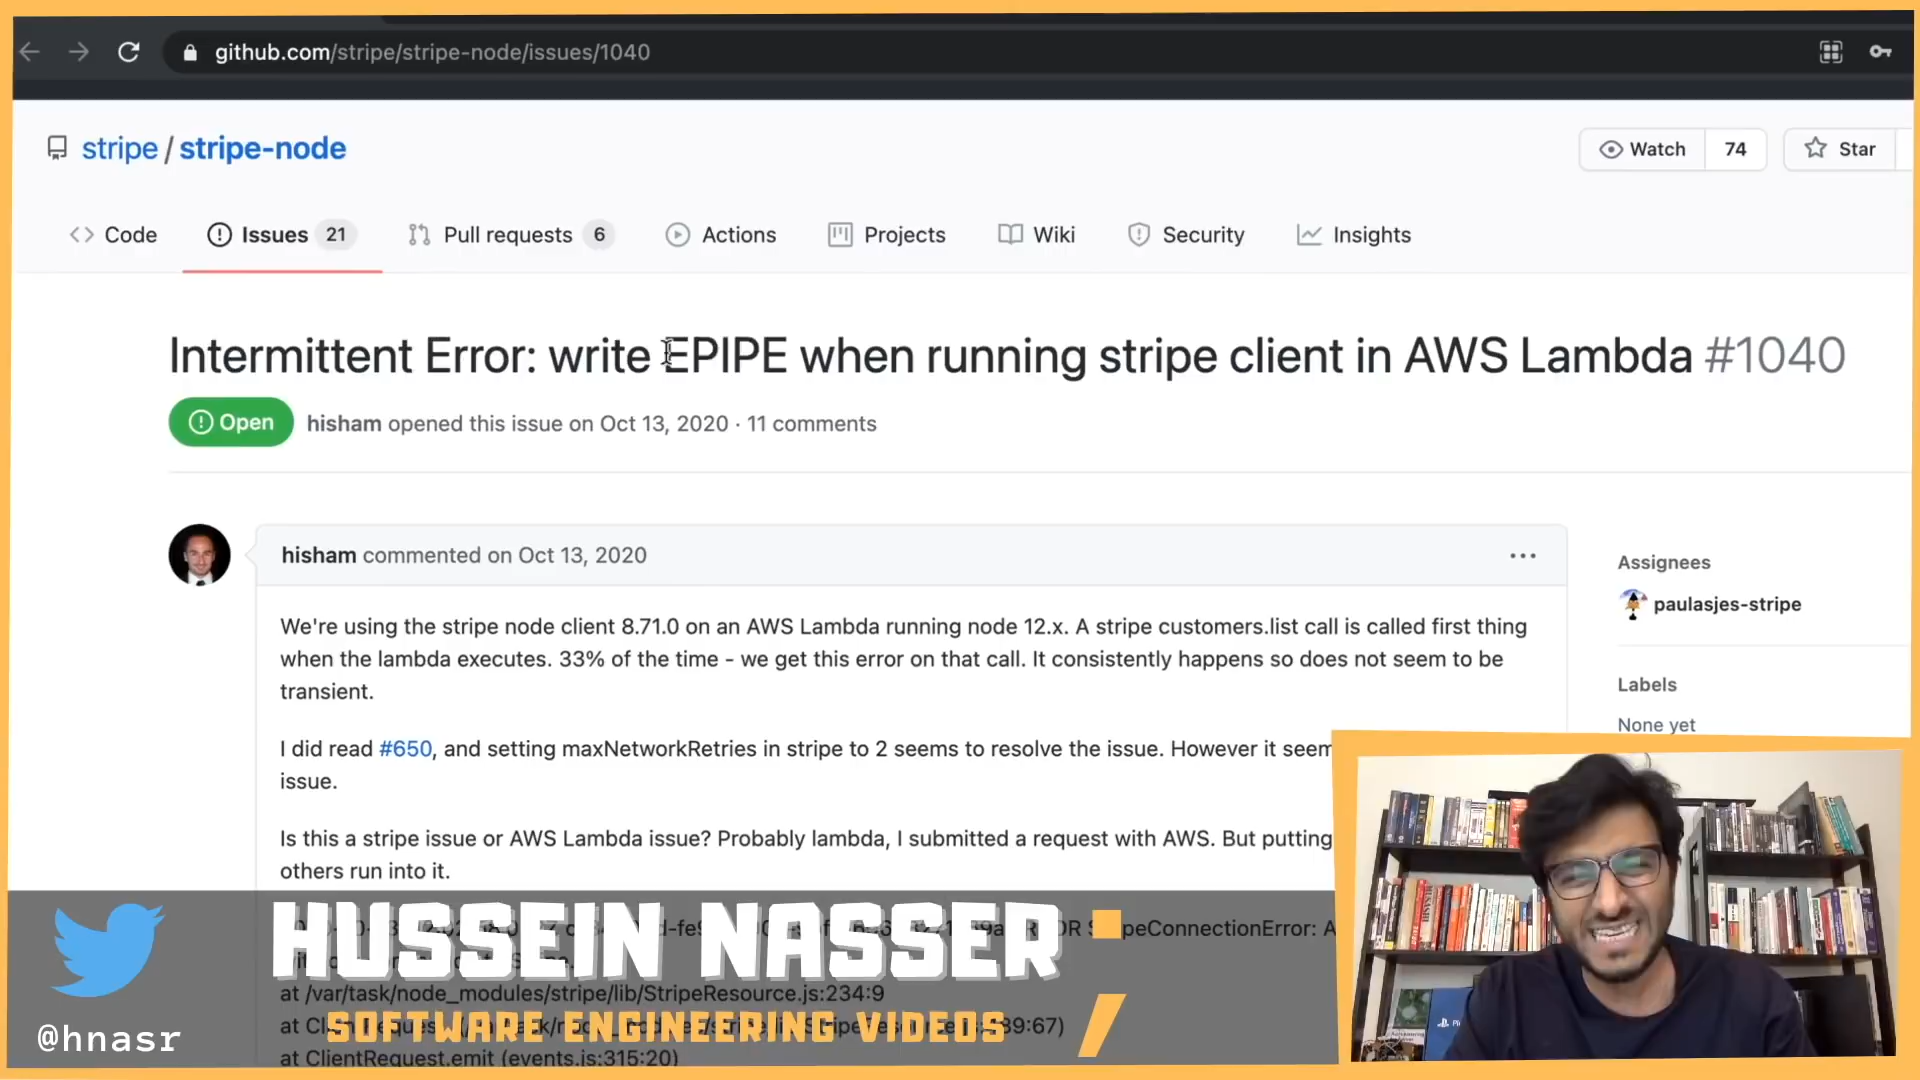 github.com/stripe/stripe-node/issues/1040
stripe / stripe-node
Watch 74
Star
Code
Issues 21
Pull requests 6
Actions
Projects
Wiki
Security
Insights
Intermittent Error: write EPIPE when running stripe client in AWS Lambda #1040
Open
hisham opened this issue on Oct 13, 2020 · 11 comments
hisham commented on Oct 13, 2020
We're using the stripe node client 8.71.0 on an AWS Lambda running node 12.x. A stripe customers.list call is called first thing
when the lambda executes. 33% of the time - we get this error on that call. It consistently happens so does not seem to be
transient.
I did read #650, and setting maxNetworkRetries in stripe to 2 seems to resolve the issue. However it seem
issue.
Is this a stripe issue or AWS Lambda issue? Probably lambda, I submitted a request with AWS. But putting
others run into it.
Assignees
paulasjes-stripe
Labels
None yet
peConnectionError: A
at /var/task/node_modules/stripe/lib/StripeResource.js:234:9
at ClientRequest.emit (events.js:315:20)
HUSSEIN NASSER
SOFTWARE ENGINEERING VIDEOS
@hnasr